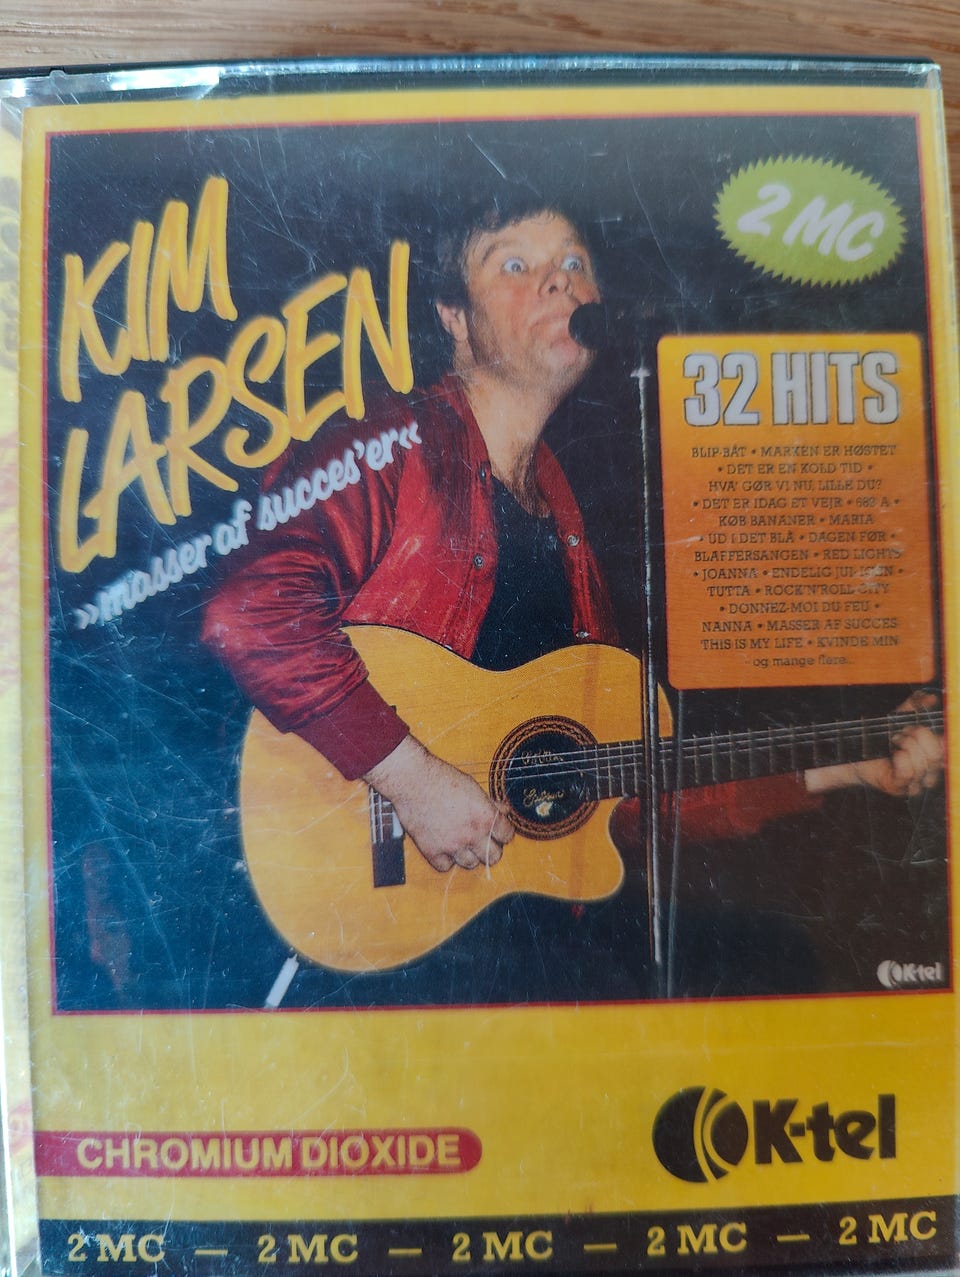 KIM
LARSEN
»masser af succes'er«
2 MC
32 HITS
BLIP-BÅT • MARKEN ER HØSTET
• DET ER EN KOLD TID •
HVA' GØR VI NU, LILLE DU?
• DET ER IDAG ET VEJR • 682 A •
KØB BANANER • MARIA
• UD I DET BLÅ • DAGEN FØR •
BLAFFERSANGEN • RED LIGHTS
• JOANNA • ENDELIG JUL IGEN •
TUTTA • ROCK'N'ROLL CITY
• DONNEZ-MOI DU FEU •
NANNA • MASSER AF SUCCES
THIS IS MY LIFE • KVINDE MIN
og mange flere...
Gibson
K-tel
CHROMIUM DIOXIDE
K-tel
2 MC — 2 MC — 2 MC — 2 MC — 2 MC